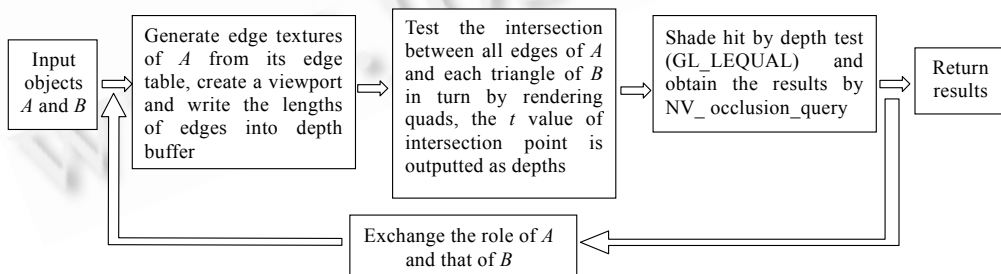 Input
objects
A and B
Generate edge textures
of A from its edge
table, create a viewport
and write the lengths
of edges into depth
buffer
Test the intersection
between all edges of A
and each triangle of B
in turn by rendering
quads, the t value of
intersection point is
outputted as depths
Shade hit by depth test
(GL_LEQUAL) and
obtain the results by
NV_ occlusion_query
Return
results
Exchange the role of A
and that of B